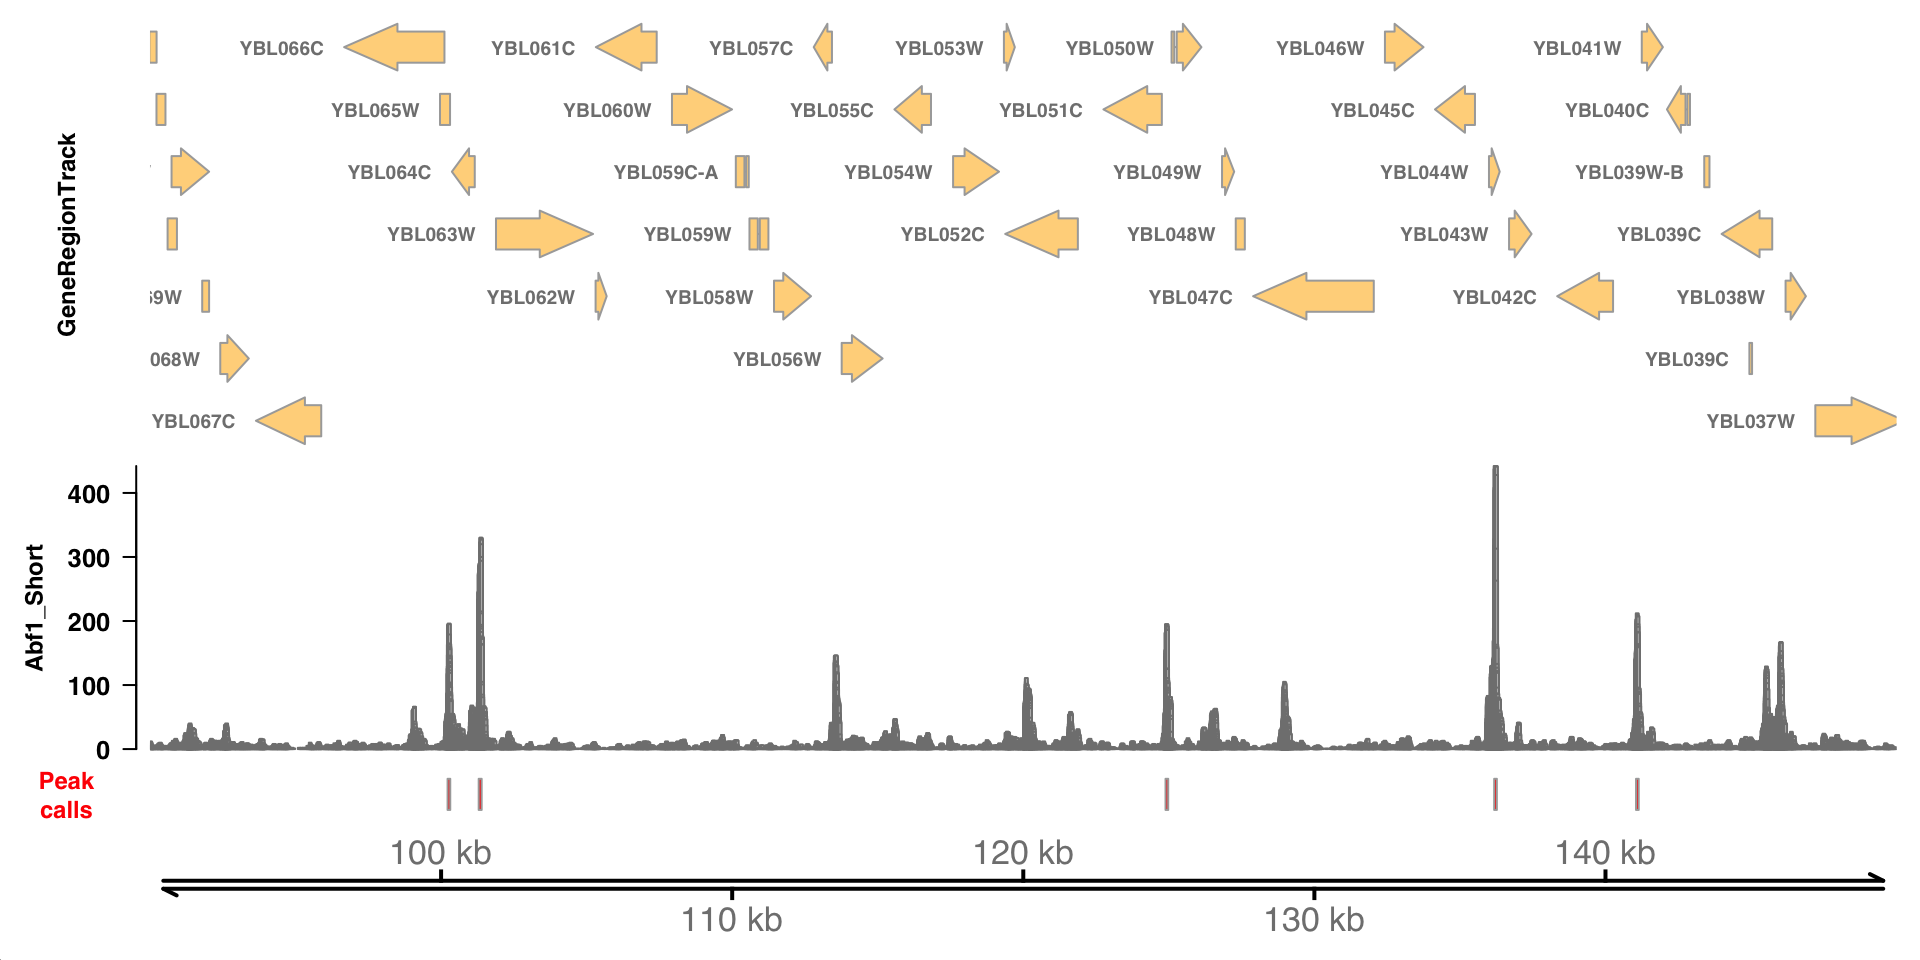 YBL066C YBL061C YBL057C YBL053W YBL050W YBL046W YBL041W
YBL065W YBL060W YBL055C YBL051C YBL045C YBL040C
YBL064C YBL059C-A YBL054W YBL049W YBL044W YBL039W-B
YBL063W YBL059W YBL052C YBL048W YBL043W YBL039C
69W YBL062W YBL058W YBL047C YBL042C YBL038W
068W YBL056W YBL039C
YBL067C YBL037W
GeneRegionTrack
400
300
200
100
0
Abf1_Short
Peak
calls
100 kb 120 kb 140 kb
110 kb 130 kb